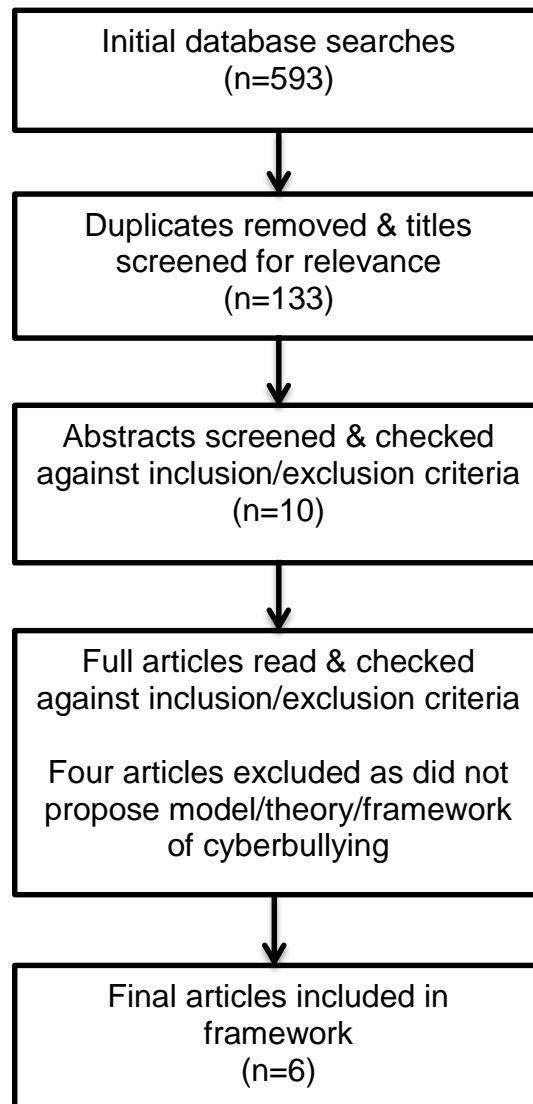 Initial database searches
(n=593)
Duplicates removed & titles
screened for relevance
(n=133)
Abstracts screened & checked
against inclusion/exclusion criteria
(n=10)
Full articles read & checked
against inclusion/exclusion criteria
Four articles excluded as did not
propose model/theory/framework
of cyberbullying
Final articles included in
framework
(n=6)